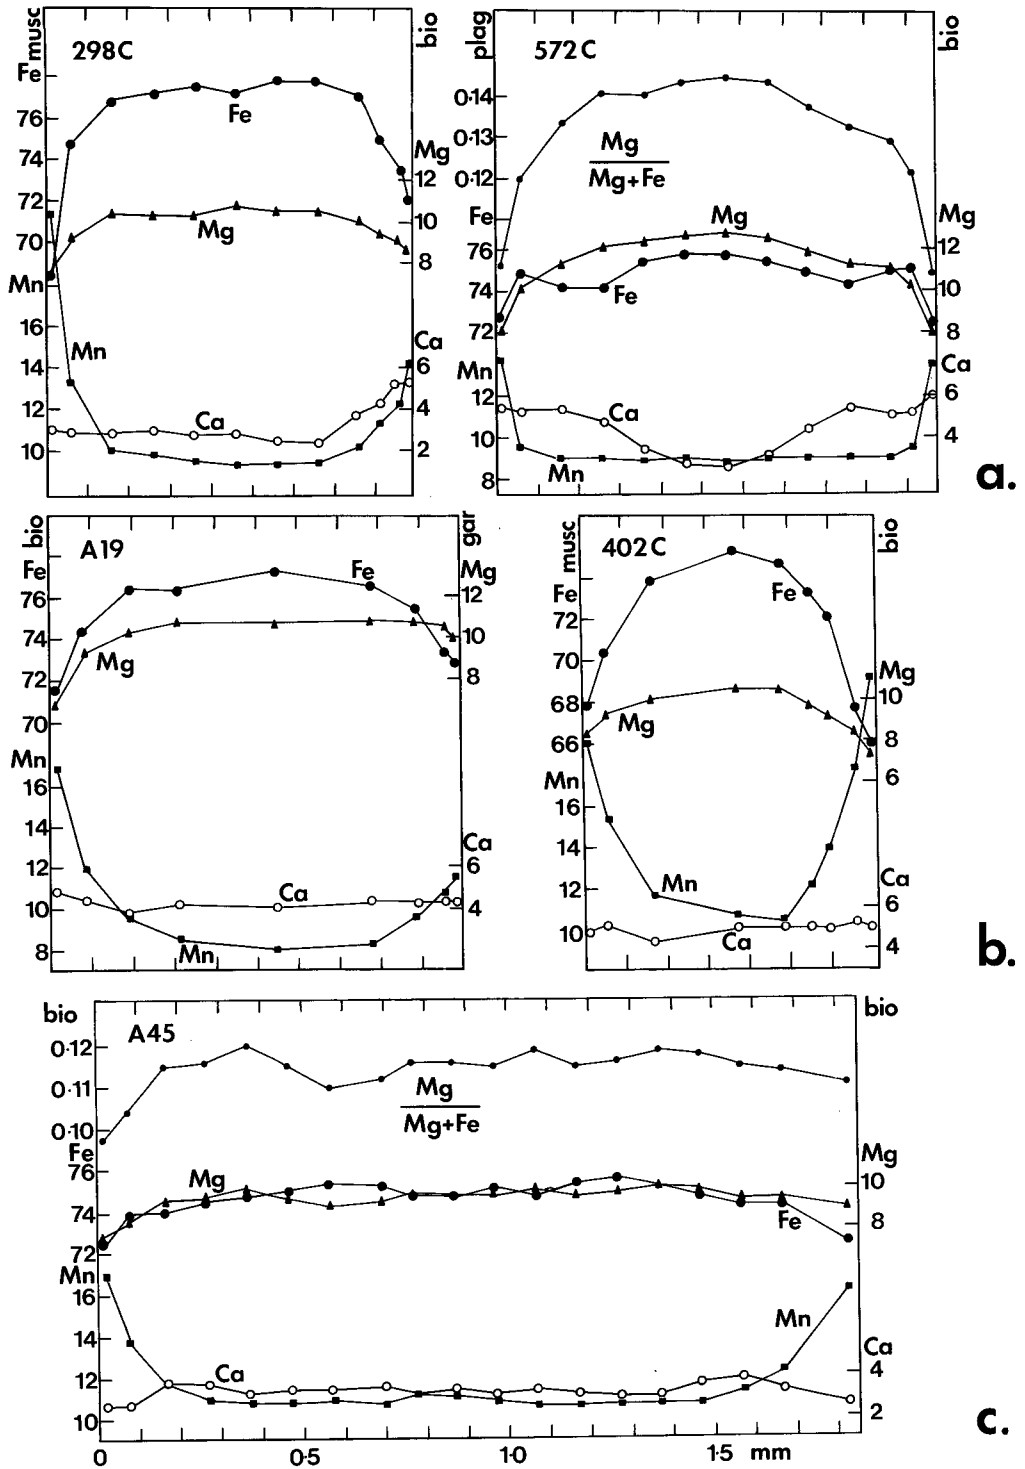 musc
298C
bio
Fe
76
74
72
70
Mn
16
14
12
10
Fe
Mg
12
10
8
Mg
Mn
Ca
6
4
2
Ca
plag
572C
bio
0·14
0·13
0·12
Mg
Mg+Fe
Fe
76
74
72
Mg
Fe
Mg
12
10
8
Mn
12
10
8
Ca
Mn
Ca
6
4
a.
bio
A19
gar
Fe
76
74
72
70
Fe
Mg
12
10
8
Mg
Mn
16
14
12
10
8
Ca
Mn
Ca
6
4
musc
402C
bio
Fe
72
70
68
66
Fe
Mg
Mg
10
8
6
Mn
16
14
12
10
Mn
Ca
Ca
6
4
b.
bio
A45
bio
0·12
0·11
0·10
Mg
Mg+Fe
Fe
76
74
72
Mg
Fe
Mg
10
8
Mn
16
14
12
10
Ca
Mn
Ca
4
2
c.
0 0·5 1·0 1·5 mm